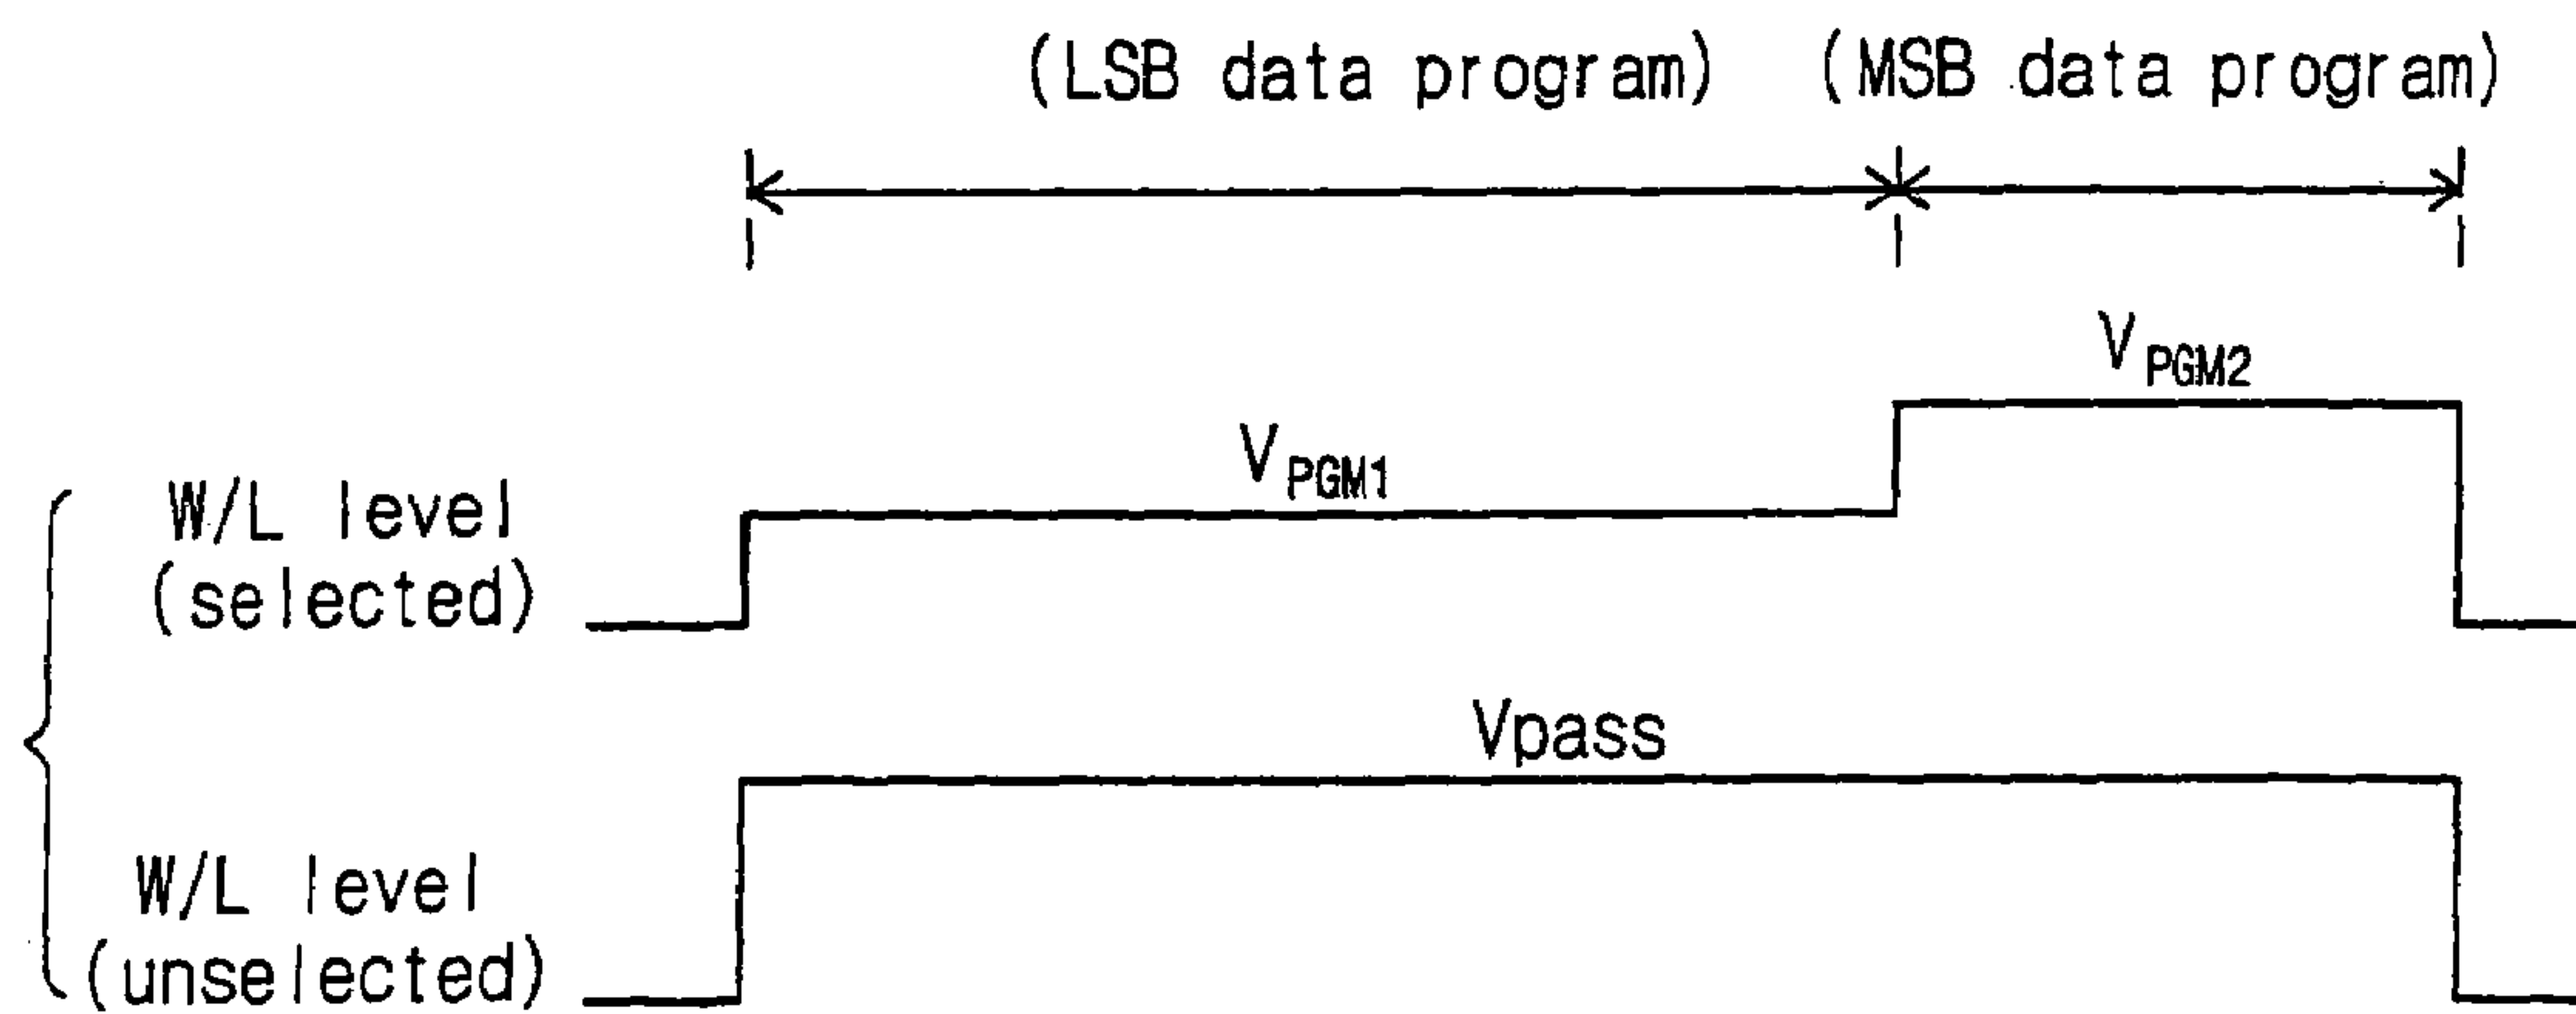 (LSB data program) (MSB data program)
V PGM2
V PGM1
W/L level
(selected)
Vpass
W/L level
(unselected)